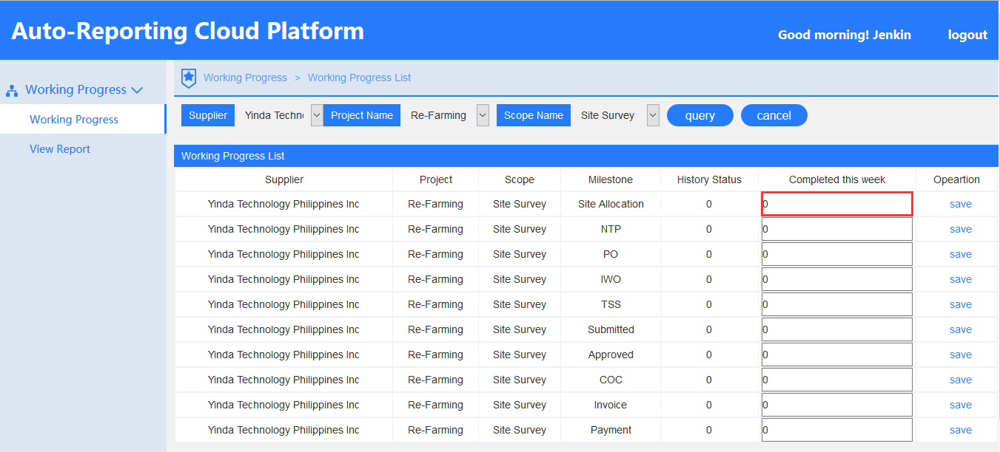 Auto-Reporting Cloud Platform
Good morning! Jenkin logout
Working Progress
Working Progress
View Report
Working Progress > Working Progress List
Supplier Yinda Techn Project Name Re-Farming Scope Name Site Survey query cancel
Working Progress List
Supplier Project Scope Milestone History Status Completed this week Opeartion
Yinda Technology Philippines Inc Re-Farming Site Survey Site Allocation 0 0 save
Yinda Technology Philippines Inc Re-Farming Site Survey NTP 0 0 save
Yinda Technology Philippines Inc Re-Farming Site Survey PO 0 0 save
Yinda Technology Philippines Inc Re-Farming Site Survey IWO 0 0 save
Yinda Technology Philippines Inc Re-Farming Site Survey TSS 0 0 save
Yinda Technology Philippines Inc Re-Farming Site Survey Submitted 0 0 save
Yinda Technology Philippines Inc Re-Farming Site Survey Approved 0 0 save
Yinda Technology Philippines Inc Re-Farming Site Survey COC 0 0 save
Yinda Technology Philippines Inc Re-Farming Site Survey Invoice 0 0 save
Yinda Technology Philippines Inc Re-Farming Site Survey Payment 0 0 save